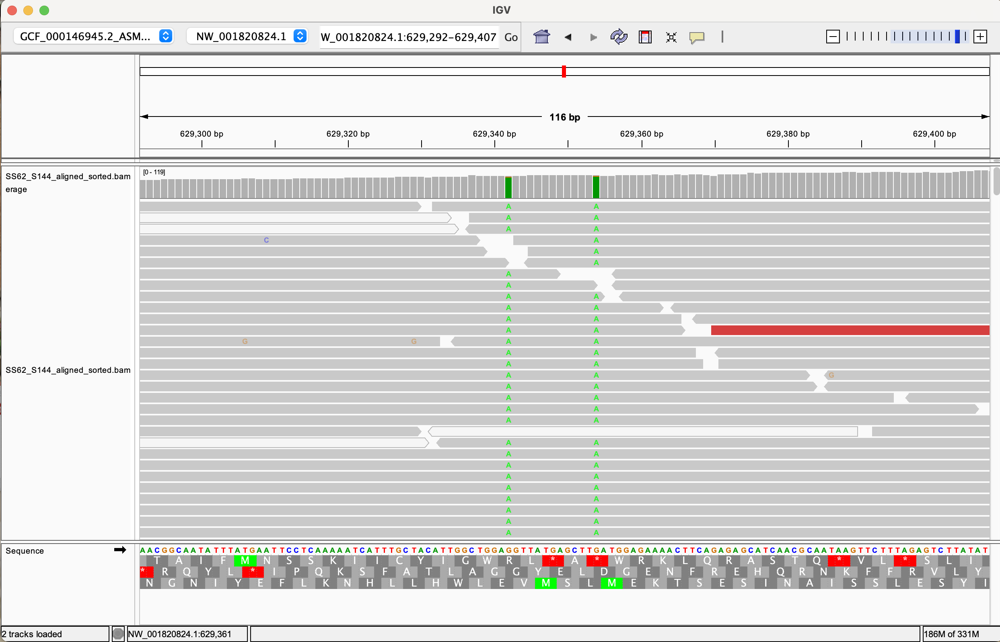 IGV
GCF_000146945.2_ASM...
NW_001820824.1
W_001820824.1:629,292-629,407
Go
116 bp
629,300 bp 629,320 bp 629,340 bp 629,360 bp 629,380 bp 629,400 bp
SS62_S144_aligned_sorted.bam
erage
[0 - 119]
A A
A A
A A
C A
A
A
A
A
A A
A A
A A
A A
G G A A
A A
A A
SS62_S144_aligned_sorted.bam
A A G
A A
A A
A A
A A
A A
A A
A A
A A
A A
A A
A A
A A
A A
Sequence
AACGGCAATATTTATGAATTCCTCAAAAATCATTTGCTACATTGGCTGGAGGTTATGAGCTTGATGGAGAAAACTTCAGAGAGCATCAACGCAATAAGTTCTTTAGAGTCTTATAT
T A I F M N S S K I I C Y I G W R L * A * W R K L Q R A S T Q * V L * S L I
* R Q Y L * I P Q K S F A T L A G G Y E L D G E N F R E H Q R N K F F R V L Y
N G N I Y E F L K N H L L H W L E V M S L M E K T S E S I N A I S S L E S Y I
2 tracks loaded
NW_001820824.1:629,361
186M of 331M